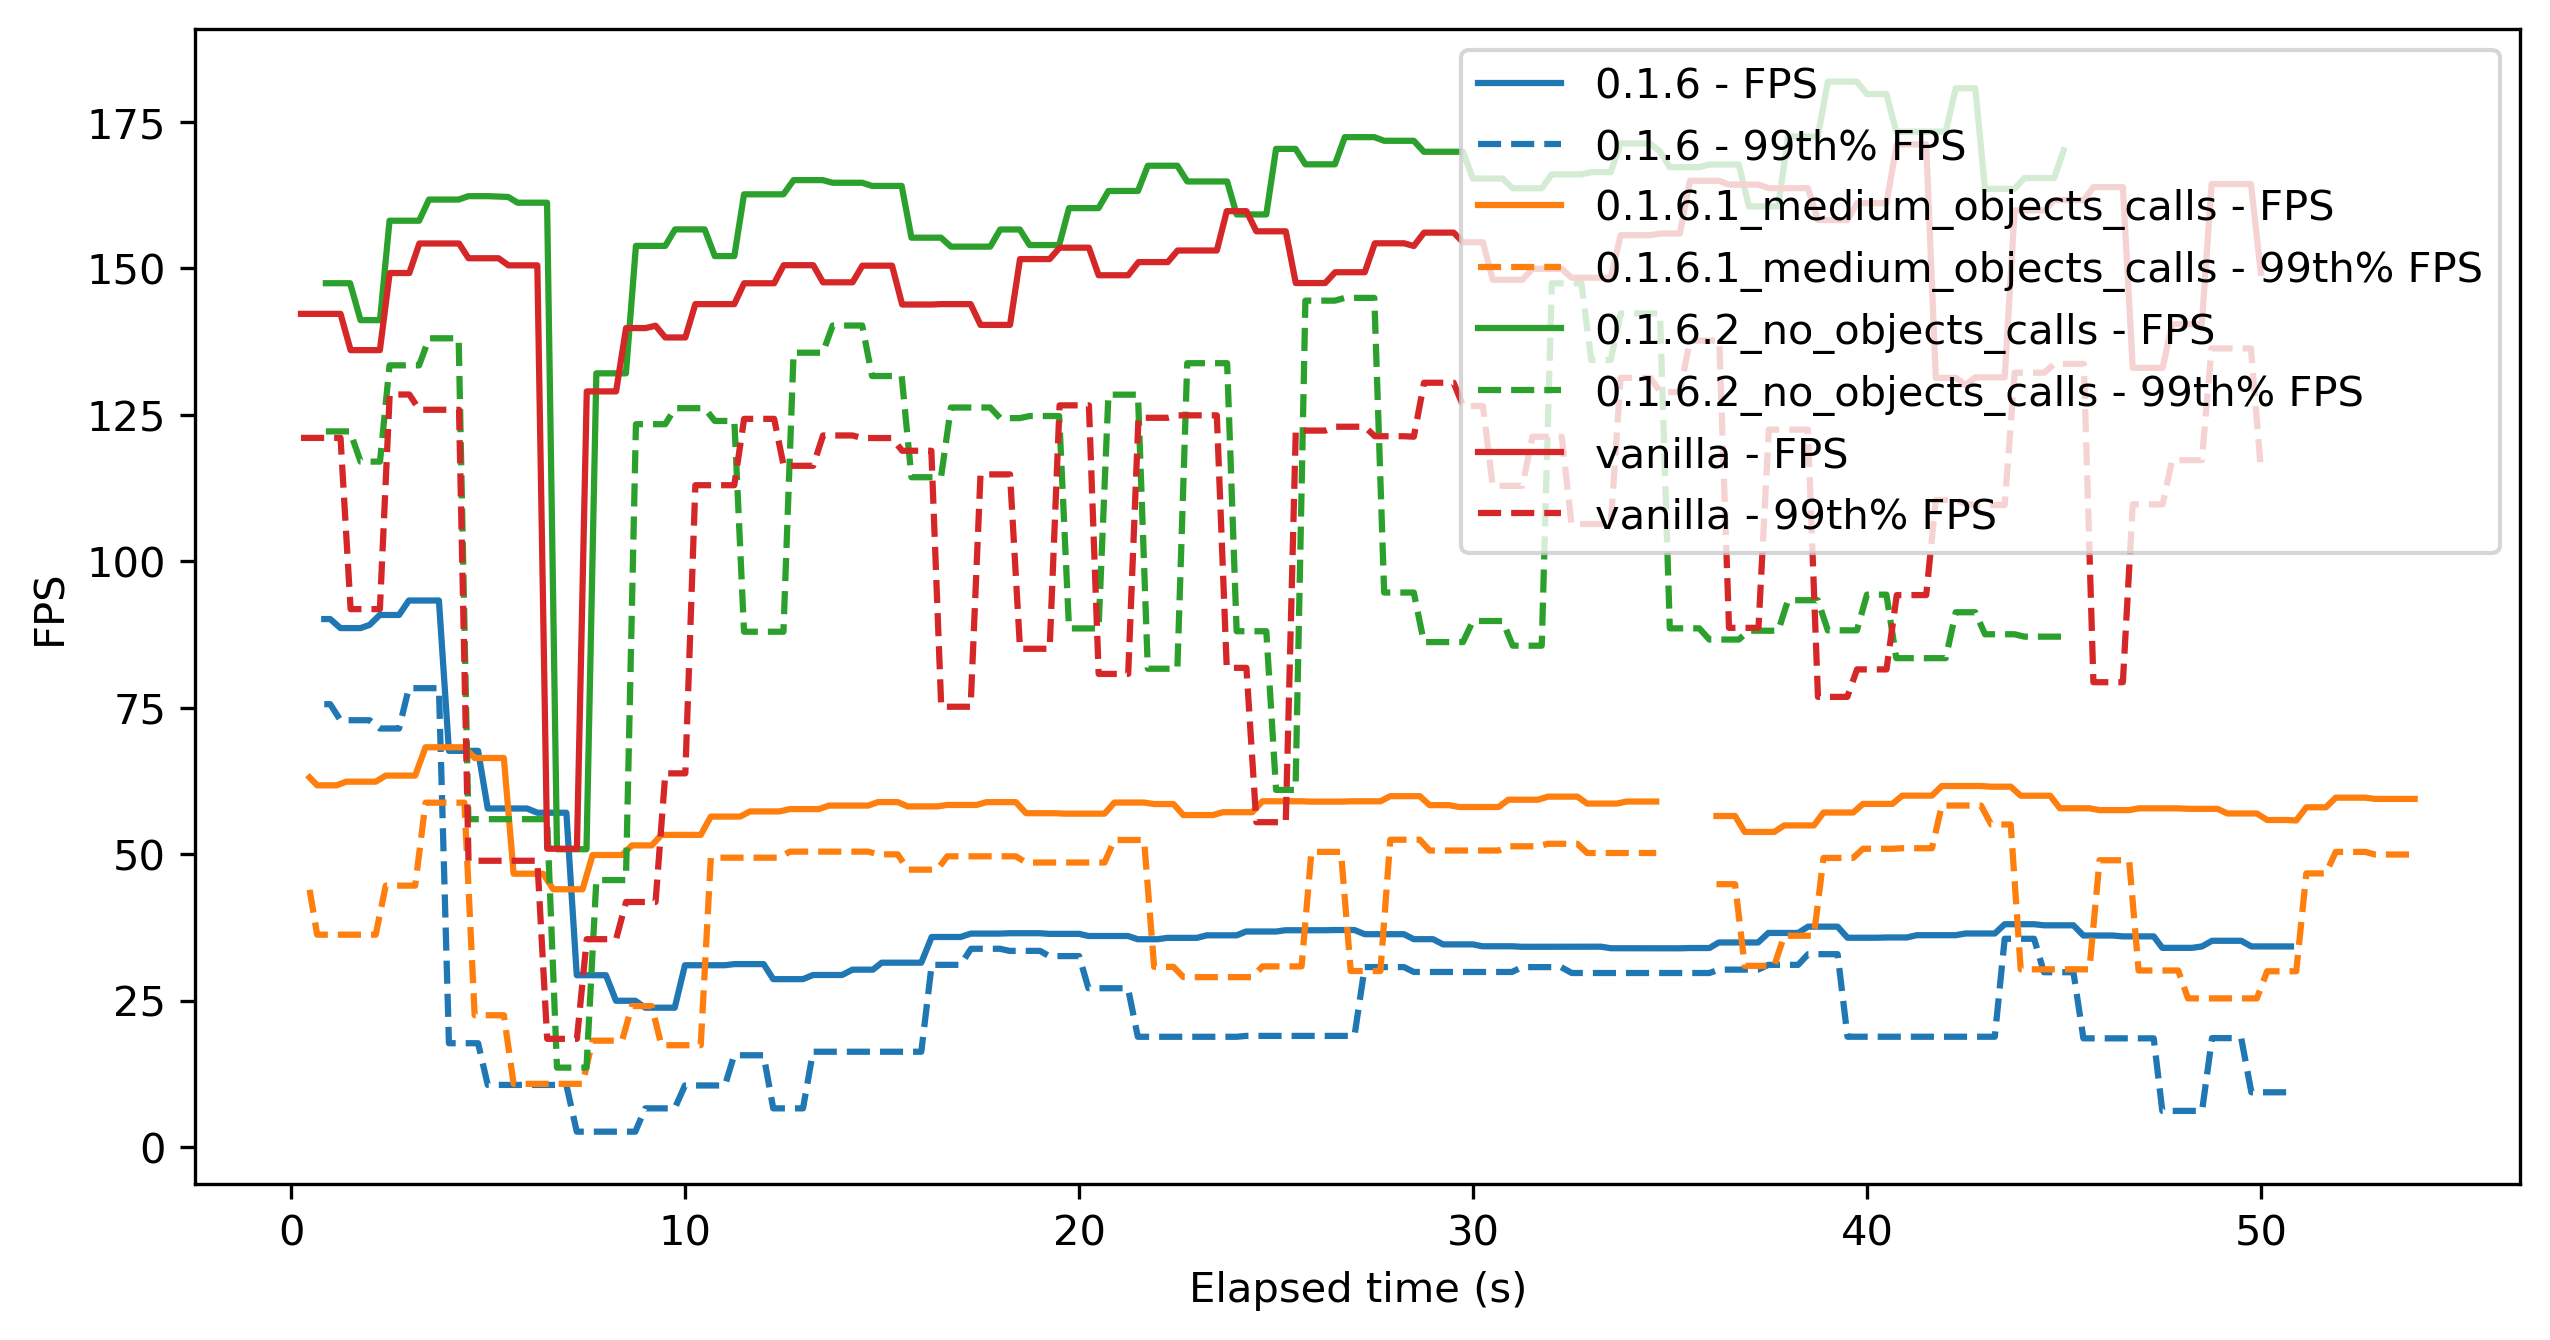 FPS
175
150
125
100
75
50
25
0
0 10 20 30 40 50
Elapsed time (s)
0.1.6 - FPS
0.1.6 - 99th% FPS
0.1.6.1_medium_objects_calls - FPS
0.1.6.1_medium_objects_calls - 99th% FPS
0.1.6.2_no_objects_calls - FPS
0.1.6.2_no_objects_calls - 99th% FPS
vanilla - FPS
vanilla - 99th% FPS